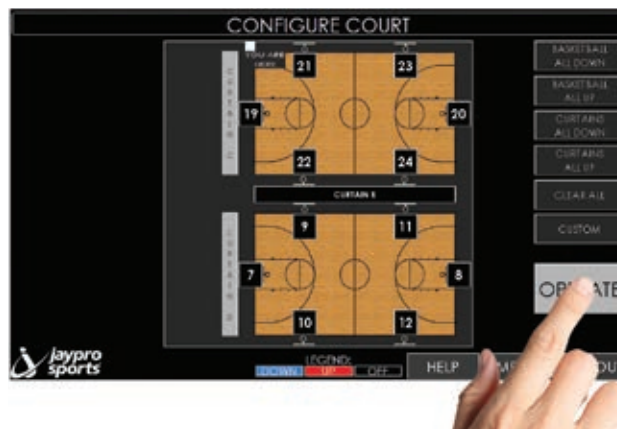 CONFIGURE COURT
YOU ARE
HERE
BASKETBALL
ALL DOWN
BASKETBALL
ALL UP
CURTAINS
ALL DOWN
CURTAINS
ALL UP
CLEAR ALL
CUSTOM
21
23
CURTAIN C
19
20
22
24
CURTAIN E
9
11
CURTAIN
7
8
10
12
jaypro
sports
LEGEND:
DOWN
UP
OFF
HELP